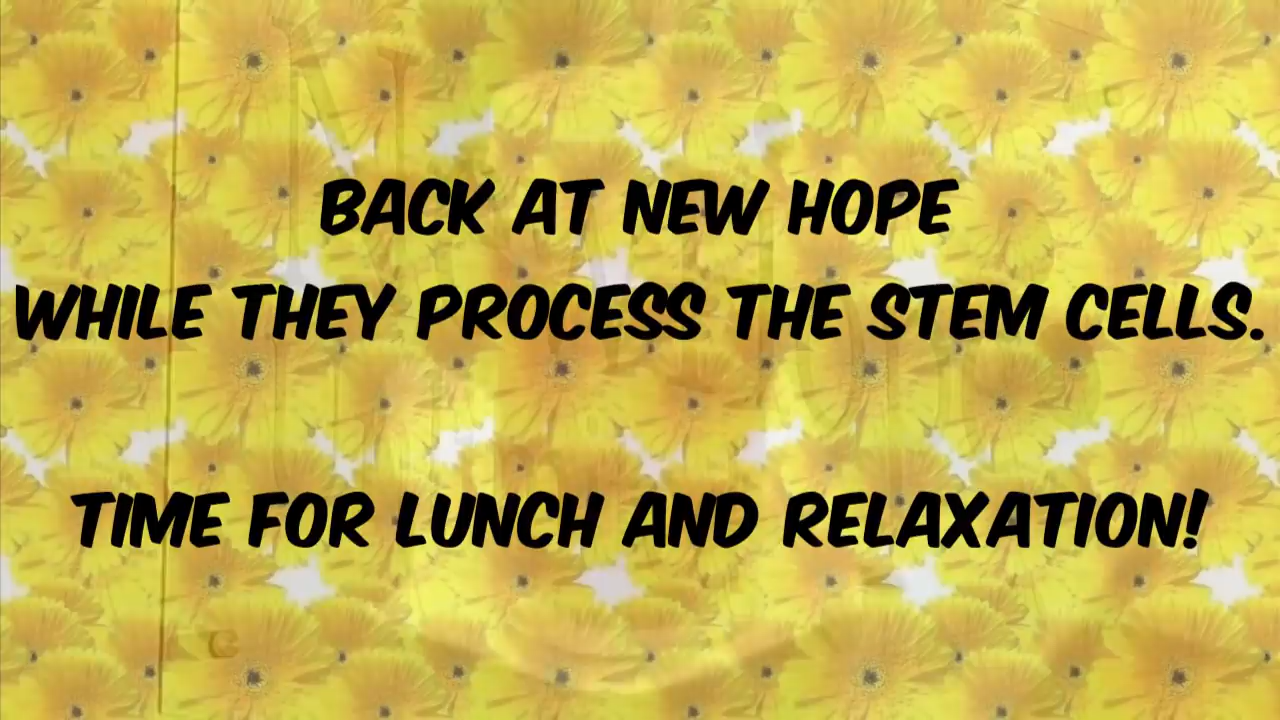 BACK AT NEW HOPE
WHILE THEY PROCESS THE STEM CELLS.
TIME FOR LUNCH AND RELAXATION!